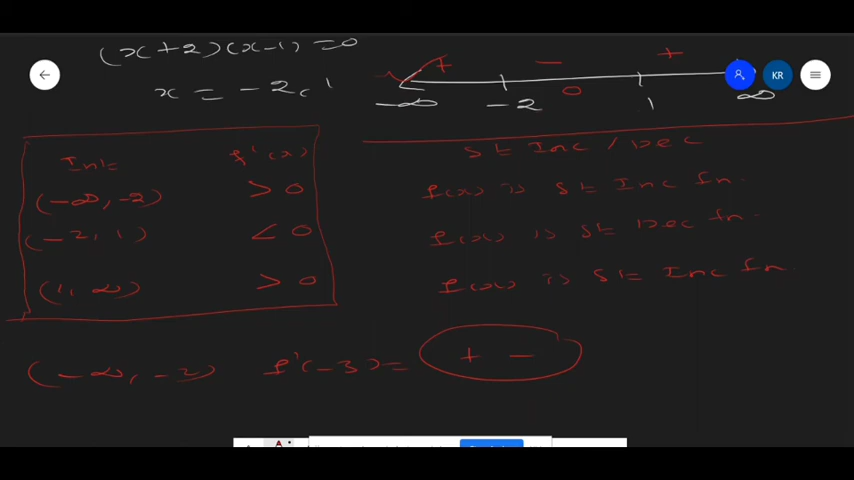 (x+2)(x-1)=0
x = -2, 1
+ - +
-∞ -2 0 1 ∞
KR
Int f'(x) St Inc / Dec
(-∞, -2) > 0 f(x) is St Inc fn.
(-2, 1) < 0 f(x) is St Dec fn.
(1, ∞) > 0 f(x) is St Inc fn.
(-∞, -2) f'(-3) = + -
A